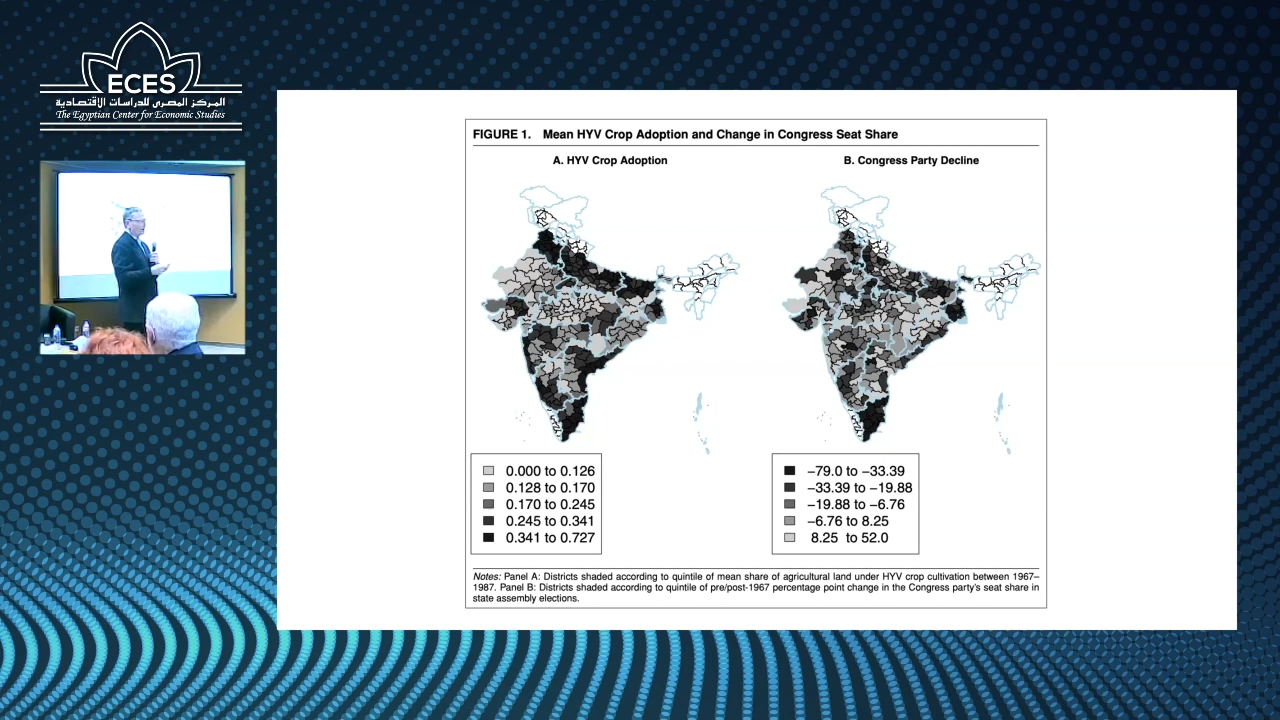 ECES
المركز المصري للدراسات الاقتصادية
The Egyptian Center for Economic Studies
FIGURE 1. Mean HYV Crop Adoption and Change in Congress Seat Share
A. HYV Crop Adoption
B. Congress Party Decline
0.000 to 0.126
0.128 to 0.170
0.170 to 0.245
0.245 to 0.341
0.341 to 0.727
−79.0 to −33.39
−33.39 to −19.88
−19.88 to −6.76
−6.76 to 8.25
8.25 to 52.0
Notes: Panel A: Districts shaded according to quintile of mean share of agricultural land under HYV crop cultivation between 1967–
1987. Panel B: Districts shaded according to quintile of pre/post-1967 percentage point change in the Congress party's seat share in
state assembly elections.